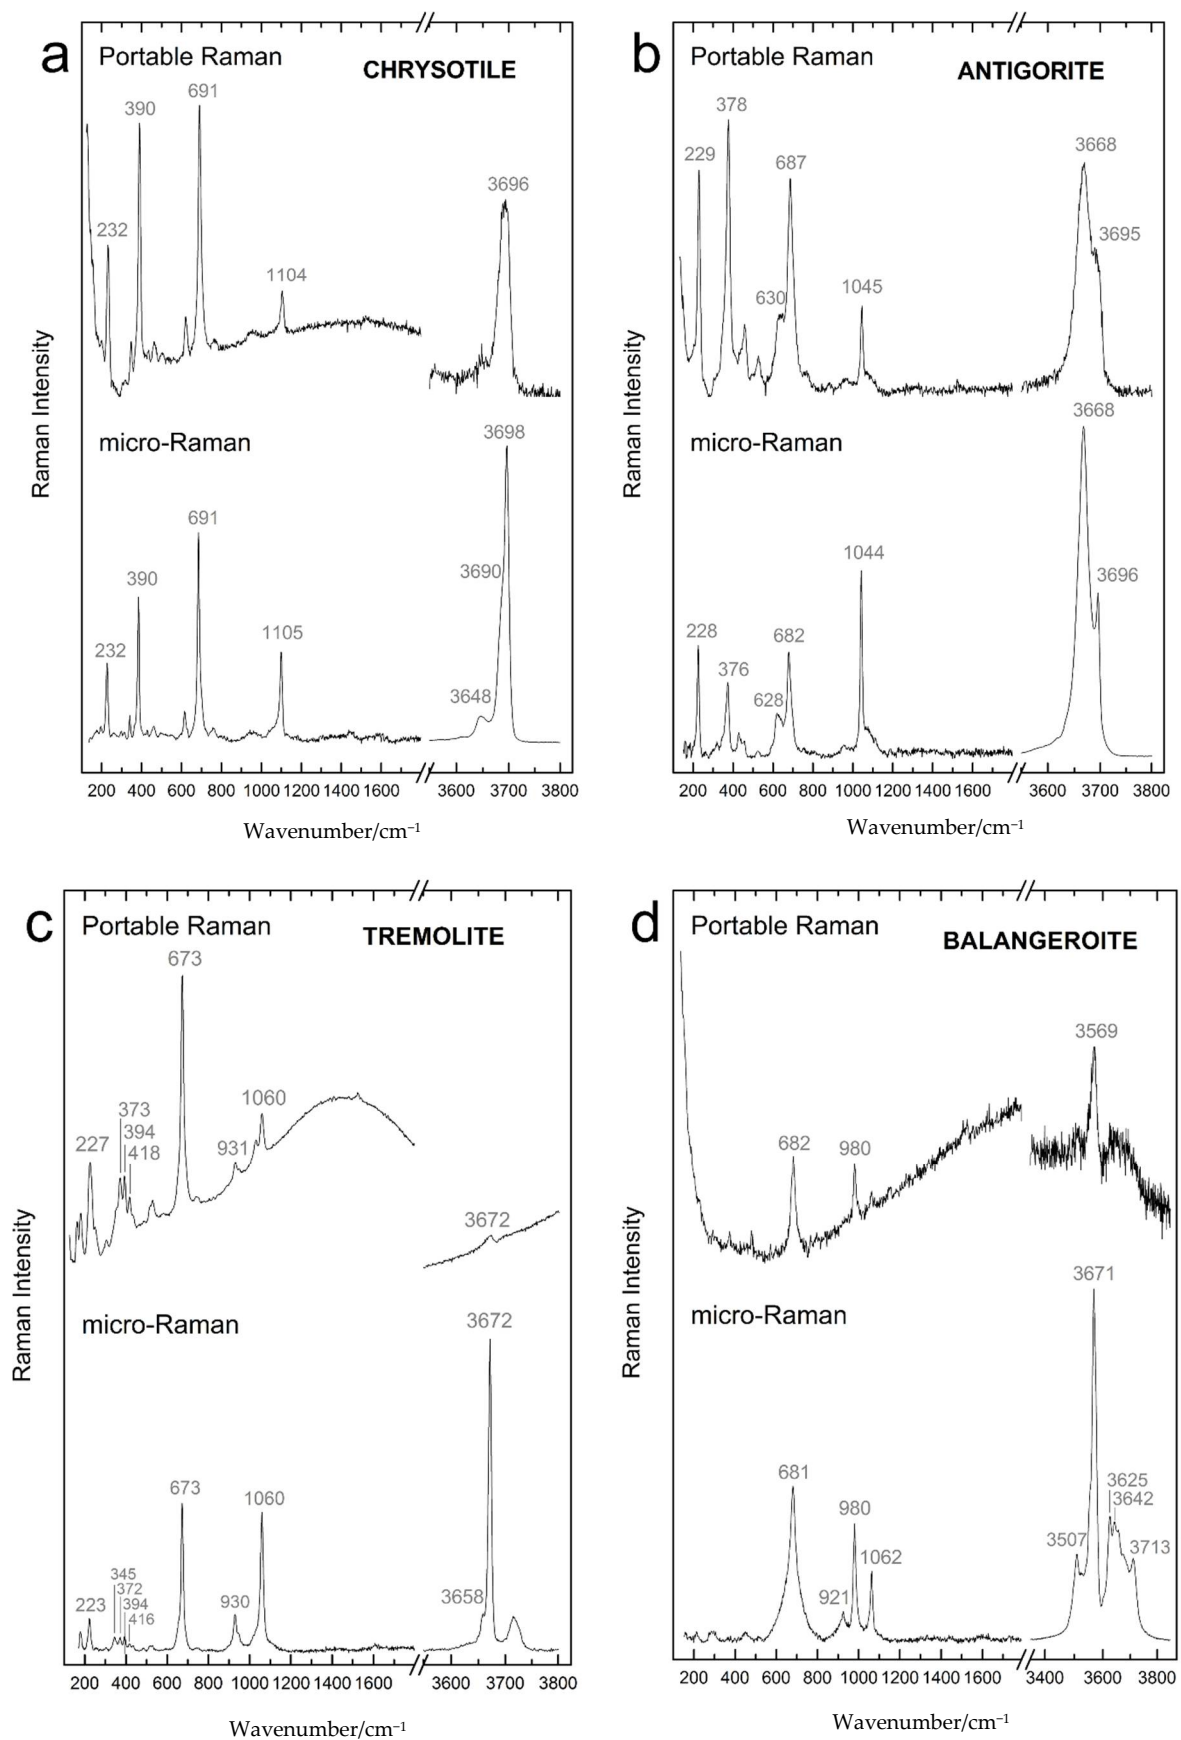 a
Portable Raman
CHRYSOTILE
691
390
3696
232
1104
micro-Raman
3698
691
390
3690
1105
232
3648
Raman Intensity
200 400 600 800 1000 1200 1400 1600 3600 3700 3800
Wavenumber/cm⁻¹
b
Portable Raman
ANTIGORITE
378
3668
229
687
3695
630
1045
micro-Raman
3668
1044
3696
228
682
376
628
Raman Intensity
200 400 600 800 1000 1200 1400 1600 3600 3700 3800
Wavenumber/cm⁻¹
c
Portable Raman
TREMOLITE
673
373
1060
394
227
418
931
3672
micro-Raman
3672
673
1060
345
372
3658
223
394
930
416
Raman Intensity
200 400 600 800 1000 1200 1400 1600 3600 3700 3800
Wavenumber/cm⁻¹
d
Portable Raman
BALANGEROITE
3569
682
980
3671
micro-Raman
681
3625
980
3642
3507
3713
1062
921
Raman Intensity
200 400 600 800 1000 1200 1400 1600 3400 3600 3800
Wavenumber/cm⁻¹